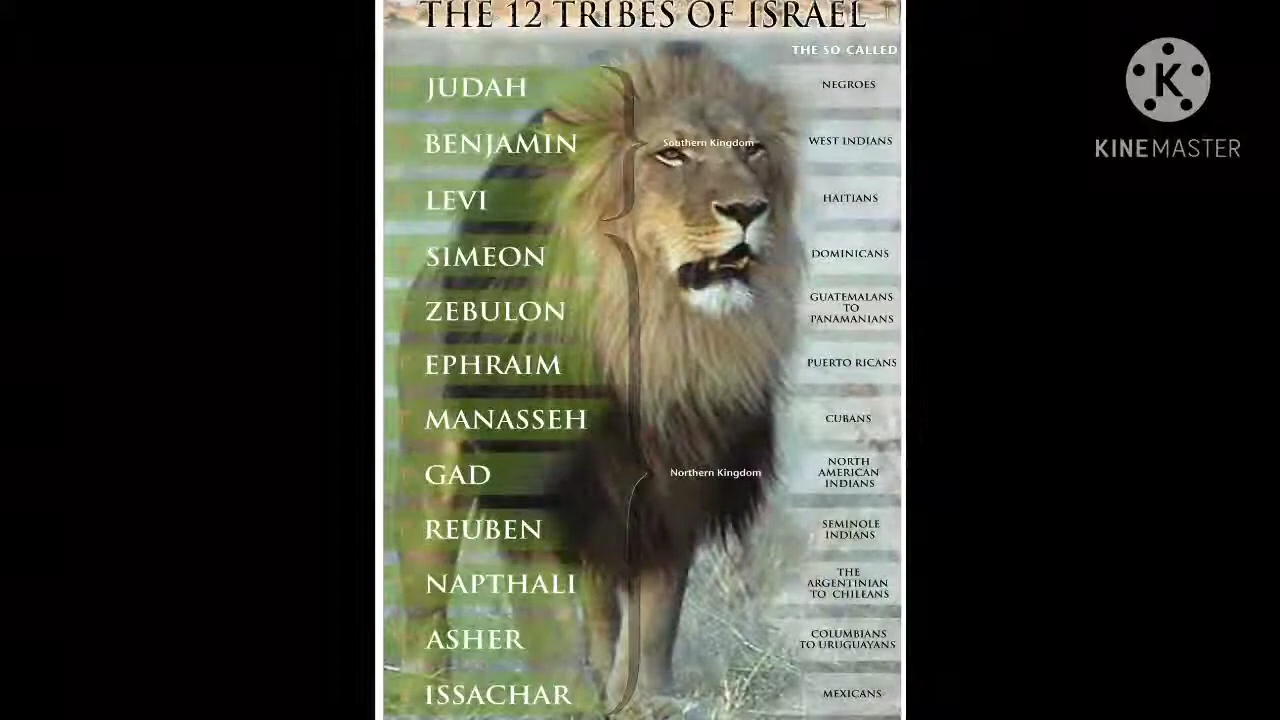 THE 12 TRIBES OF ISRAEL
THE SO CALLED
JUDAH
NEGROES
BENJAMIN
Southern Kingdom
WEST INDIANS
LEVI
HAITIANS
SIMEON
DOMINICANS
ZEBULON
GUATEMALANS
TO
PANAMANIANS
EPHRAIM
PUERTO RICANS
MANASSEH
CUBANS
GAD
Northern Kingdom
NORTH
AMERICAN
INDIANS
REUBEN
SEMINOLE
INDIANS
NAPTHALI
THE
ARGENTINIAN
TO CHILEANS
ASHER
COLUMBIANS
TO URUGUAYANS
ISSACHAR
MEXICANS
K
KINEMASTER